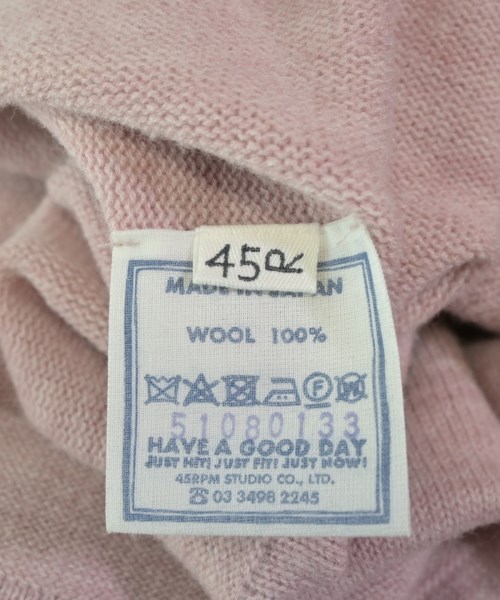 45R
MADE IN JAPAN
WOOL 100%
F W
51080133
HAVE A GOOD DAY
JUST HIT! JUST FIT! JUST NOW!
45RPM STUDIO CO., LTD.
☎ 03 3498 2245